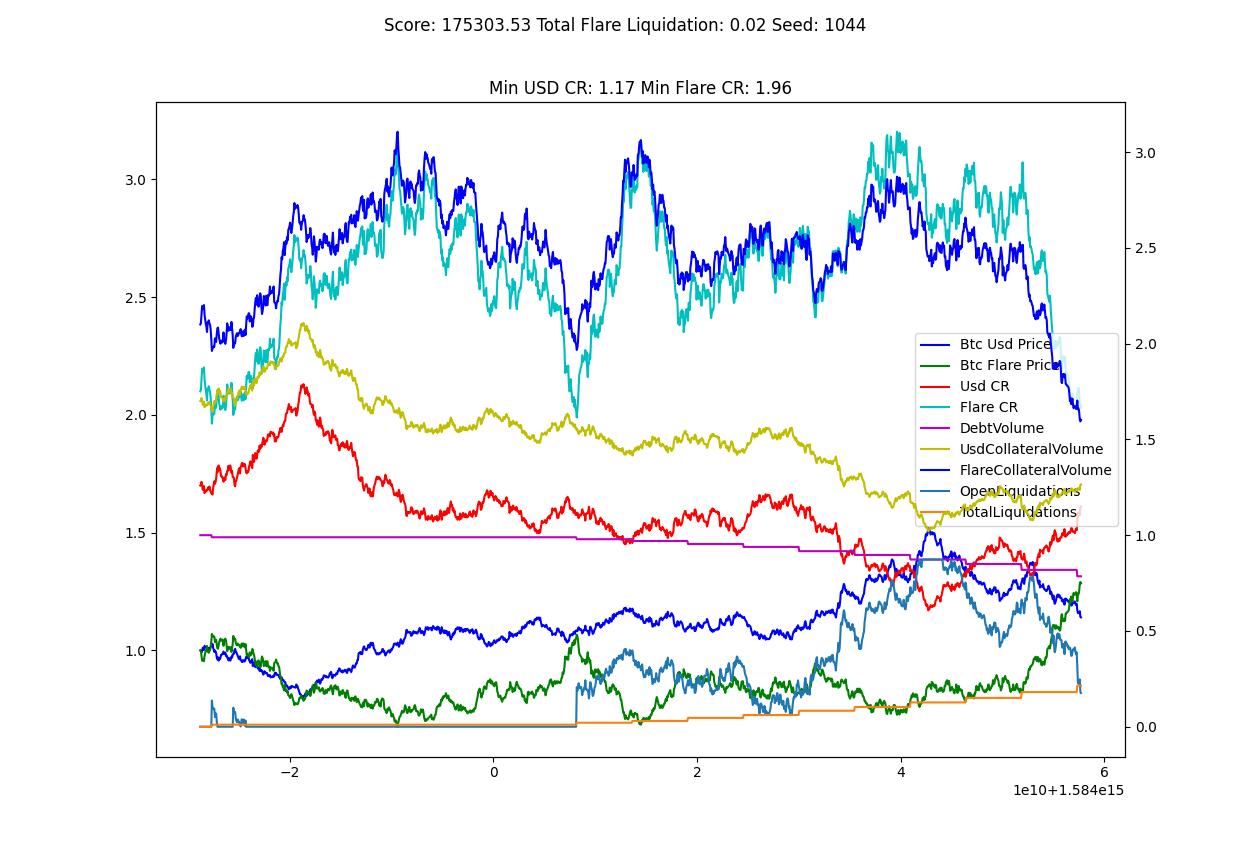 Score: 175303.53 Total Flare Liquidation: 0.02 Seed: 1044
Min USD CR: 1.17 Min Flare CR: 1.96
3.0
2.5
2.0
1.5
1.0
3.0
2.5
2.0
1.5
1.0
0.5
0.0
Btc Usd Price
Btc Flare Price
Usd CR
Flare CR
DebtVolume
UsdCollateralVolume
FlareCollateralVolume
OpenLiquidations
TotalLiquidations
−2 0 2 4 6
1e10+1.584e15